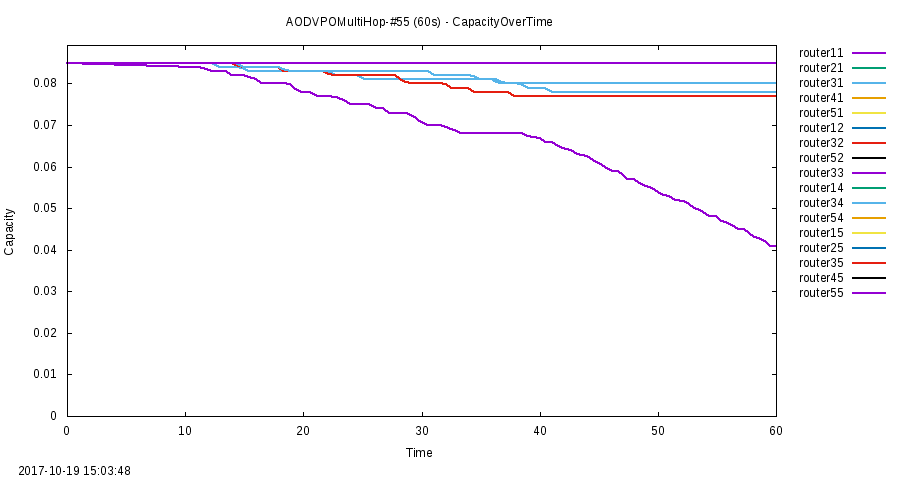 AODVPOMultiHop-#55 (60s) - CapacityOverTime
router11
router21
router31
router41
router51
router12
router32
router52
router33
router14
router34
router54
router15
router25
router35
router45
router55
0.08
0.07
0.06
0.05
0.04
0.03
0.02
0.01
0
Capacity
0 10 20 30 40 50 60
Time
2017-10-19 15:03:48